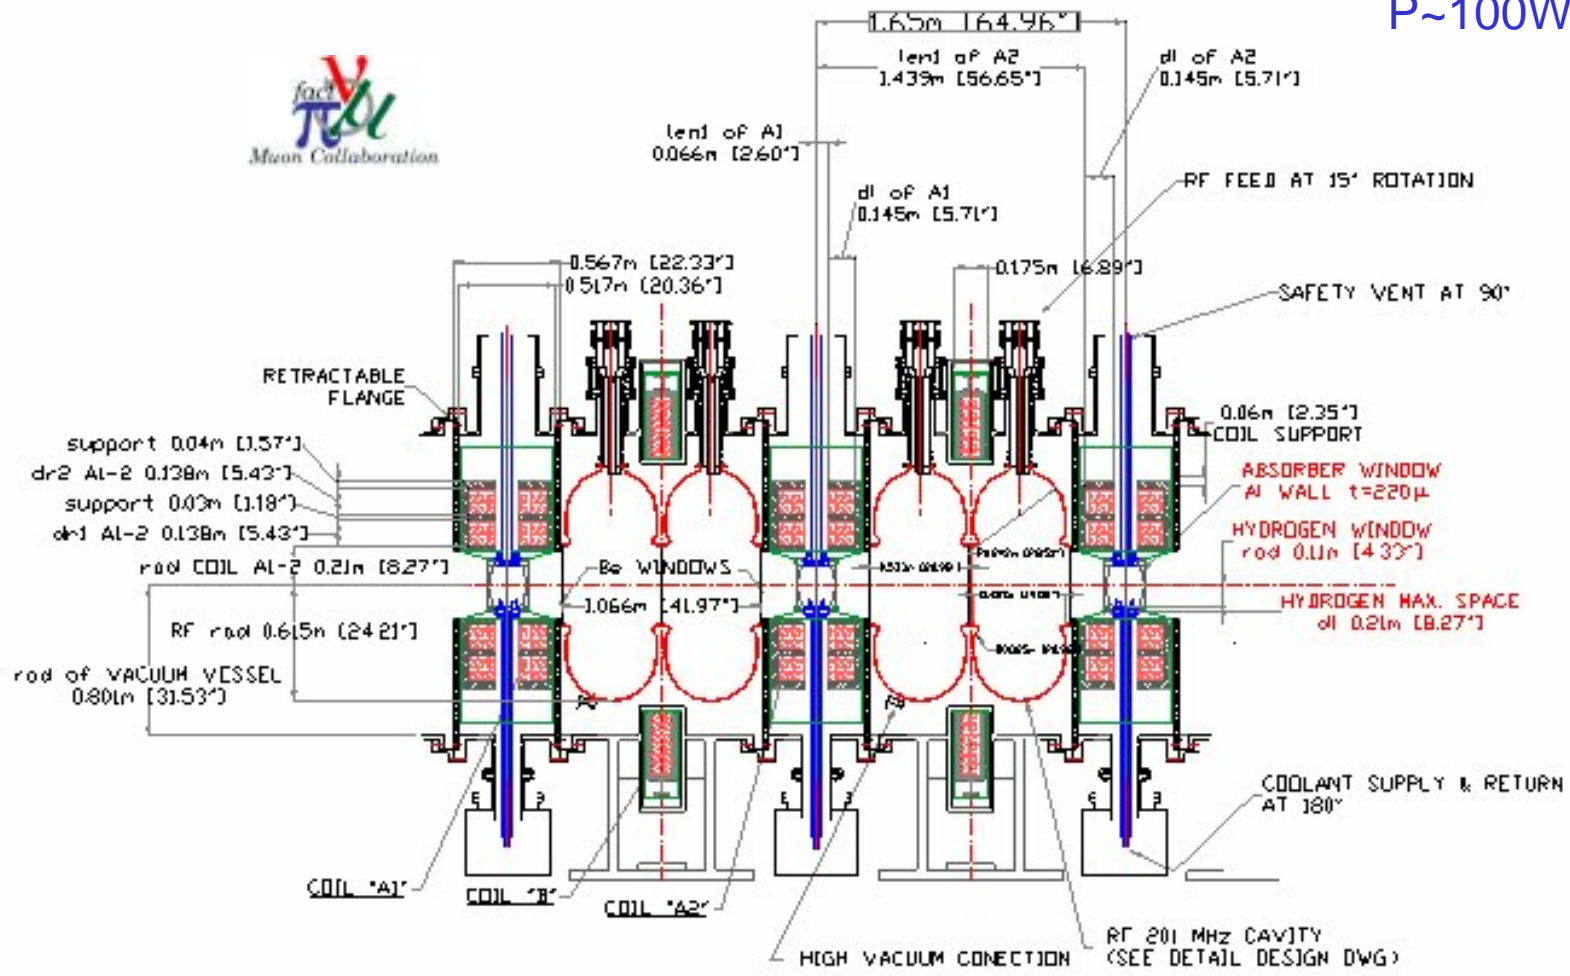 P~100W
1.65m [64.96"]
len1 of A2
1.439m [56.65"]
dl of A2
0.145m [5.71"]
fact
Muon Collaboration
len1 of A1
0.066m [2.60"]
RF FEED AT 15° ROTATION
dl of A1
0.145m [5.71"]
0.567m [22.33"]
0.517m [20.36"]
0.175m [6.89"]
SAFETY VENT AT 90°
RETRACTABLE
FLANGE
0.06m [2.35"]
COIL SUPPORT
support 0.04m [1.57"]
dr2 A1-2 0.138m [5.43"]
support 0.03m [1.18"]
dr1 A1-2 0.138m [5.43"]
ABSORBER WINDOW
Al WALL t=220μ
HYDROGEN WINDOW
rad 0.11m [4.33"]
rad COIL A1-2 0.21m [8.27"]
Be WINDOWS
1.066m [41.97"]
HYDROGEN MAX. SPACE
dl 0.21m [8.27"]
RF rad 0.615m [24.21"]
rad of VACUUM VESSEL
0.801m [31.53"]
COOLANT SUPPLY & RETURN
AT 180°
COIL "A1"
COIL "B"
COIL "A2"
HIGH VACUUM CONECTION
RF 201 MHz CAVITY
(SEE DETAIL DESIGN DWG)